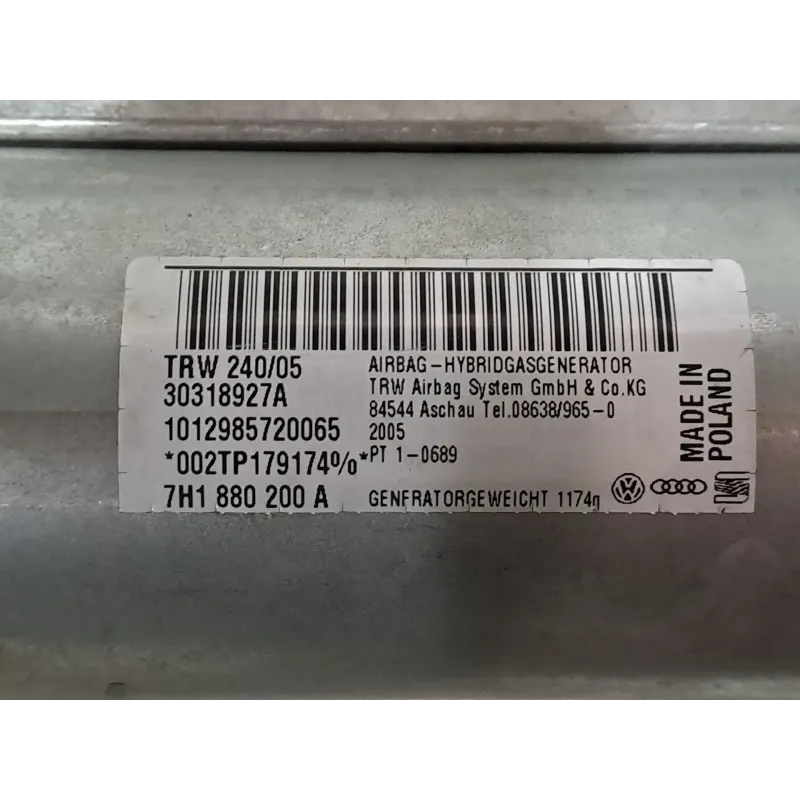 TRW 240/05
30318927A
1012985720065
*002TP179174%*
7H1 880 200 A
AIRBAG-HYBRIDGASGENERATOR
TRW Airbag System GmbH & Co.KG
84544 Aschau Tel.08638/965-0
2005
PT 1-0689
GENFRATORGEWEICHT 1174g
MADE IN
POLAND